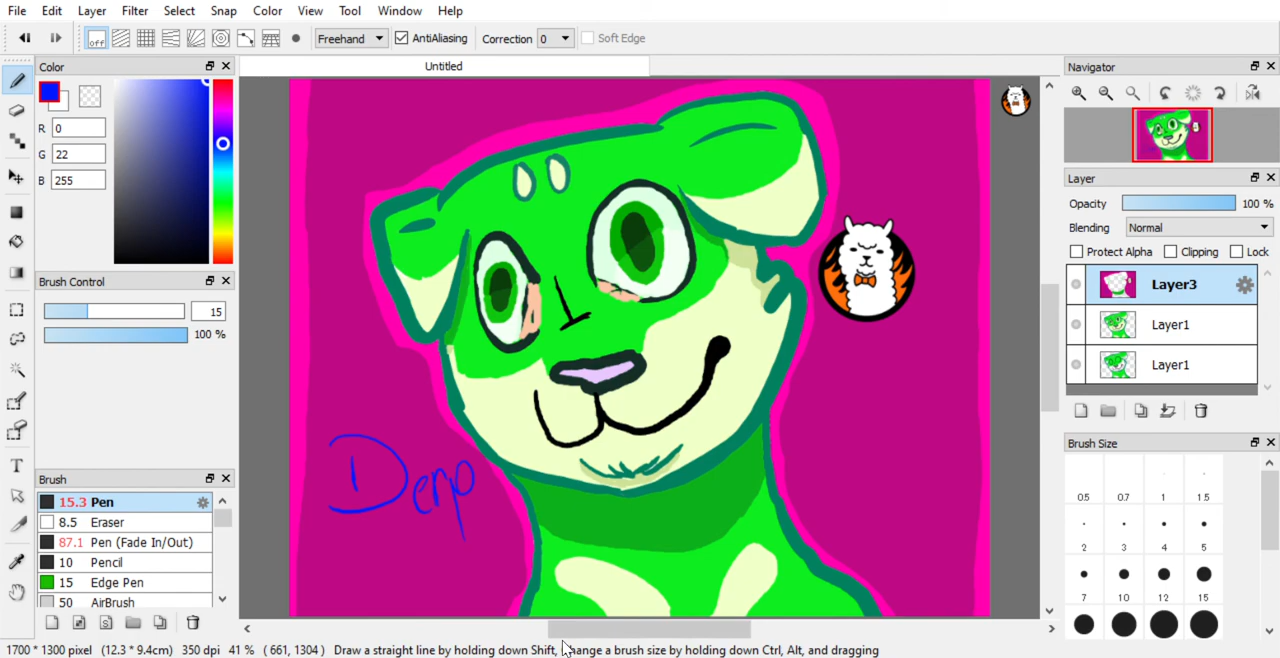 File Edit Layer Filter Select Snap Color View Tool Window Help
off Freehand AntiAliasing Correction 0 Soft Edge
Color
R 0
G 22
B 255
Brush Control
15
100 %
Brush
15.3 Pen
8.5 Eraser
87.1 Pen (Fade In/Out)
10 Pencil
15 Edge Pen
50 AirBrush
Untitled
Derp
Navigator
Layer
Opacity 100 %
Blending Normal
Protect Alpha Clipping Lock
Layer3
Layer1
Layer1
Brush Size
0.5 0.7 1 1.5
2 3 4 5
7 10 12 15
T
1700 * 1300 pixel (12.3 * 9.4cm) 350 dpi 41 % ( 661, 1304 ) Draw a straight line by holding down Shift, Change a brush size by holding down Ctrl, Alt, and dragging